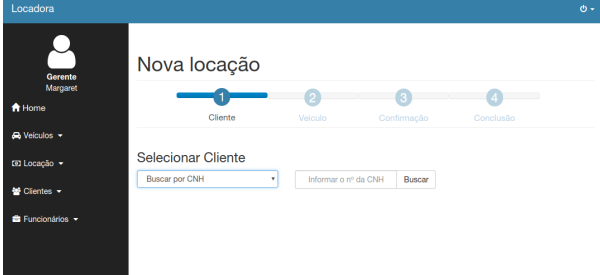 Locadora
Gerente
Margaret
Home
Veículos
Locação
Clientes
Funcionários
Nova locação
1 2 3 4
Cliente Veículo Confirmação Conclusão
Selecionar Cliente
Buscar por CNH Informar o nº da CNH Buscar